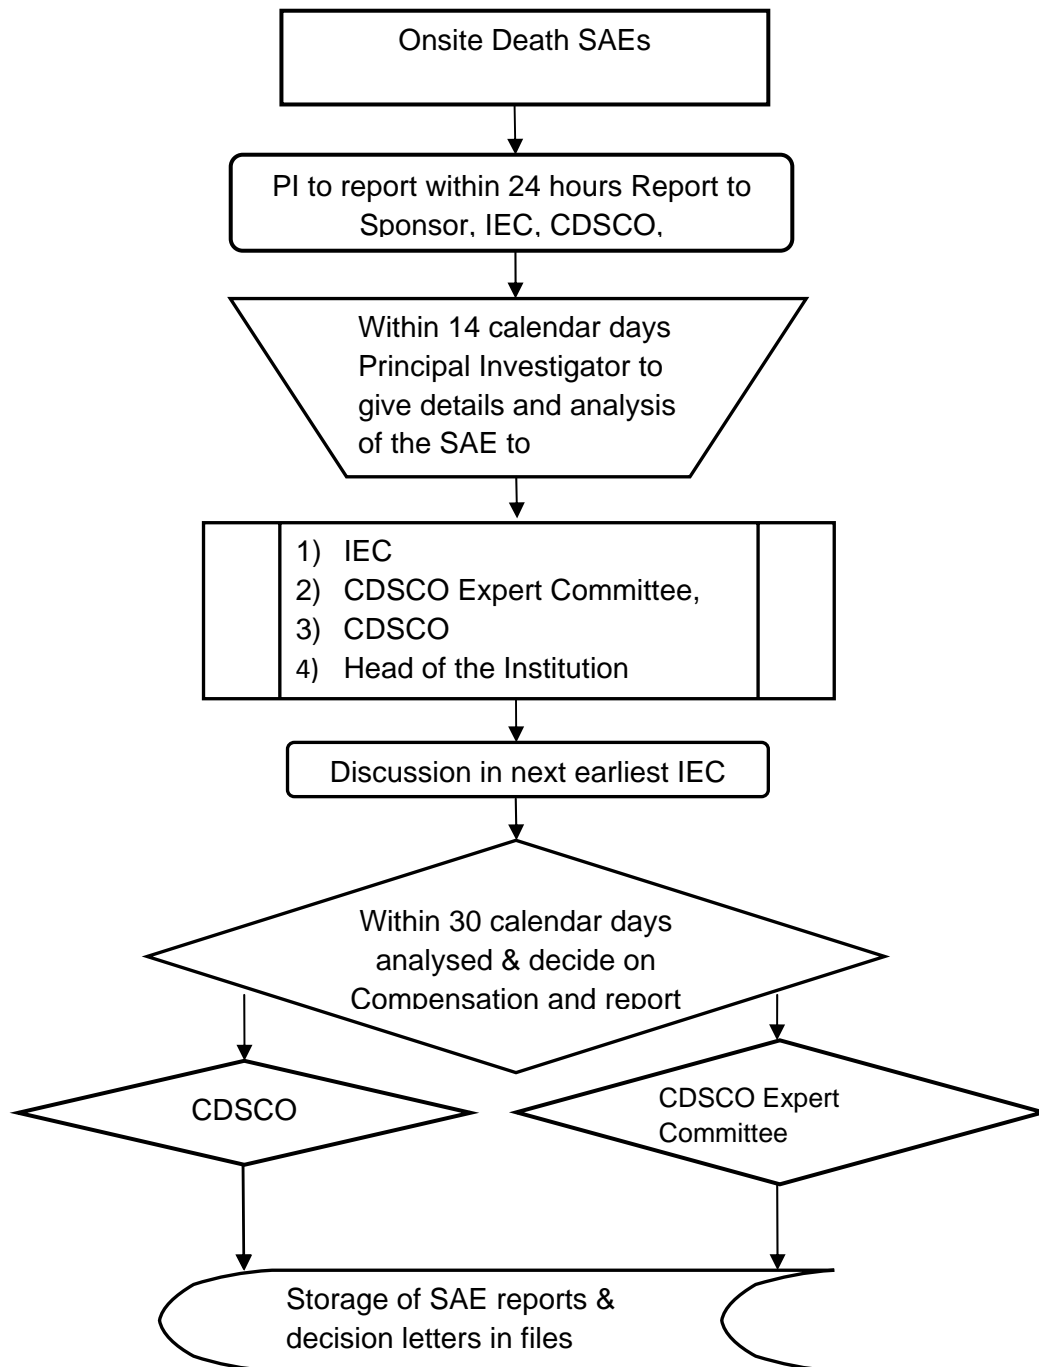 Onsite Death SAEs
PI to report within 24 hours Report to
Sponsor, IEC, CDSCO,
Within 14 calendar days
Principal Investigator to
give details and analysis
of the SAE to
1) IEC
2) CDSCO Expert Committee,
3) CDSCO
4) Head of the Institution
Discussion in next earliest IEC
Within 30 calendar days
analysed & decide on
Compensation and report
CDSCO
CDSCO Expert
Committee
Storage of SAE reports &
decision letters in files